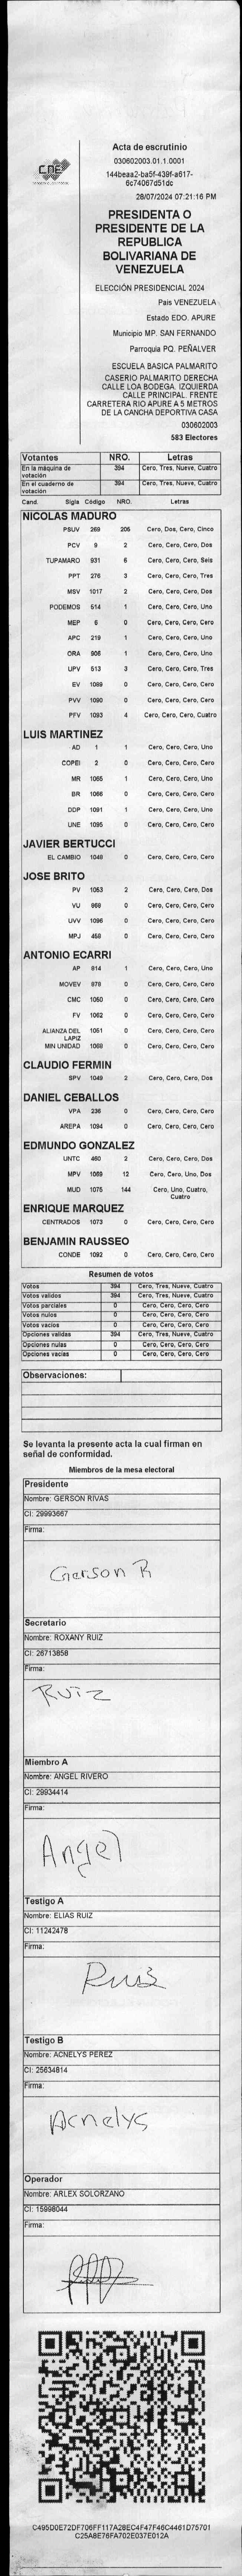 CNE
Acta de escrutinio
030602003.01.1.0001
144beaa2-ba5f-439f-a617-
6c74067d51dc
28/07/2024 07:21:16 PM
PRESIDENTA O
PRESIDENTE DE LA
REPUBLICA
BOLIVARIANA DE
VENEZUELA
ELECCIÓN PRESIDENCIAL 2024
Pais VENEZUELA
Estado EDO. APURE
Municipio MP. SAN FERNANDO
Parroquia PQ. PEÑALVER
ESCUELA BASICA PALMARITO
CASERIO PALMARITO DERECHA
CALLE LOA BODEGA. IZQUIERDA
CALLE PRINCIPAL. FRENTE
CARRETERA RIO APURE A 5 METROS
DE LA CANCHA DEPORTIVA CASA
030602003
583 Electores
Votantes NRO. Letras
En la máquina de votación 394 Cero, Tres, Nueve, Cuatro
En el cuaderno de votación 394 Cero, Tres, Nueve, Cuatro
Cand. Sigla Código NRO. Letras
NICOLAS MADURO
PSUV 269 205 Cero, Dos, Cero, Cinco
PCV 9 2 Cero, Cero, Cero, Dos
TUPAMARO 931 6 Cero, Cero, Cero, Seis
PPT 276 3 Cero, Cero, Cero, Tres
MSV 1017 2 Cero, Cero, Cero, Dos
PODEMOS 514 1 Cero, Cero, Cero, Uno
MEP 6 0 Cero, Cero, Cero, Cero
APC 219 1 Cero, Cero, Cero, Uno
ORA 906 1 Cero, Cero, Cero, Uno
UPV 513 3 Cero, Cero, Cero, Tres
EV 1089 0 Cero, Cero, Cero, Cero
PVV 1090 0 Cero, Cero, Cero, Cero
PFV 1093 4 Cero, Cero, Cero, Cuatro
LUIS MARTINEZ
AD 1 1 Cero, Cero, Cero, Uno
COPEI 2 0 Cero, Cero, Cero, Cero
MR 1065 1 Cero, Cero, Cero, Uno
BR 1066 0 Cero, Cero, Cero, Cero
DDP 1091 1 Cero, Cero, Cero, Uno
UNE 1095 0 Cero, Cero, Cero, Cero
JAVIER BERTUCCI
EL CAMBIO 1048 0 Cero, Cero, Cero, Cero
JOSE BRITO
PV 1053 2 Cero, Cero, Cero, Dos
VU 968 0 Cero, Cero, Cero, Cero
UVV 1096 0 Cero, Cero, Cero, Cero
MPJ 458 0 Cero, Cero, Cero, Cero
ANTONIO ECARRI
AP 814 1 Cero, Cero, Cero, Uno
MOVEV 978 0 Cero, Cero, Cero, Cero
CMC 1050 0 Cero, Cero, Cero, Cero
FV 1052 0 Cero, Cero, Cero, Cero
ALIANZA DEL LAPIZ 1051 0 Cero, Cero, Cero, Cero
MIN UNIDAD 1069 0 Cero, Cero, Cero, Cero
CLAUDIO FERMIN
SPV 1049 2 Cero, Cero, Cero, Dos
DANIEL CEBALLOS
VPA 236 0 Cero, Cero, Cero, Cero
AREPA 1094 0 Cero, Cero, Cero, Cero
EDMUNDO GONZALEZ
UNTC 460 2 Cero, Cero, Cero, Dos
MPV 1069 12 Cero, Cero, Uno, Dos
MUD 1075 144 Cero, Uno, Cuatro,
Cuatro
ENRIQUE MARQUEZ
CENTRADOS 1073 0 Cero, Cero, Cero, Cero
BENJAMIN RAUSSEO
CONDE 1092 0 Cero, Cero, Cero, Cero
Resumen de votos
Votos 394 Cero, Tres, Nueve, Cuatro
Votos validos 394 Cero, Tres, Nueve, Cuatro
Votos parciales 0 Cero, Cero, Cero, Cero
Votos nulos 0 Cero, Cero, Cero, Cero
Votos vacios 0 Cero, Cero, Cero, Cero
Opciones validas 394 Cero, Tres, Nueve, Cuatro
Opciones nulas 0 Cero, Cero, Cero, Cero
Opciones vacias 0 Cero, Cero, Cero, Cero
Observaciones:
Se levanta la presente acta la cual firman en
señal de conformidad.
Miembros de la mesa electoral
Presidente
Nombre: GERSON RIVAS
CI: 29993667
Firma:
Gerson R
Secretario
Nombre: ROXANY RUIZ
CI: 26713858
Firma:
Ruiz
Miembro A
Nombre: ANGEL RIVERO
CI: 29934414
Firma:
Angel
Testigo A
Nombre: ELIAS RUIZ
CI: 11242478
Firma:
Ruiz
Testigo B
Nombre: ACNELYS PEREZ
CI: 25634814
Firma:
Acnelys
Operador
Nombre: ARLEX SOLORZANO
CI: 15998044
Firma:
C495D0E72DF706FF117A28EC4F47F46C4461D75701
C25A8E76FA702E037E012A